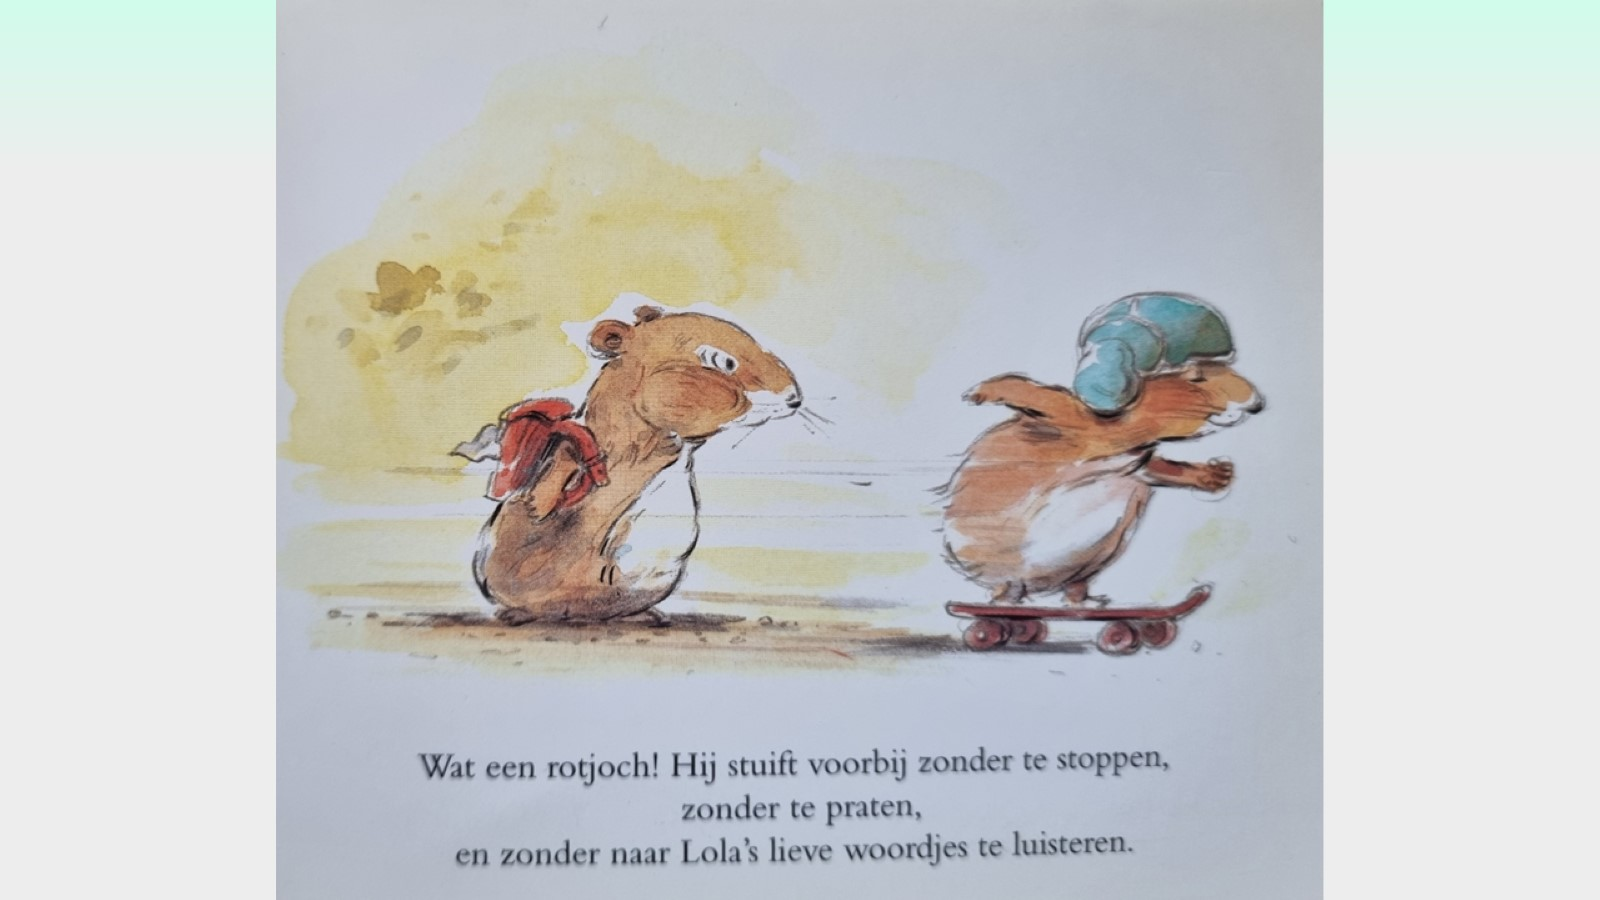 Wat een rotjoch! Hij stuift voorbij zonder te stoppen,
zonder te praten,
en zonder naar Lola's lieve woordjes te luisteren.